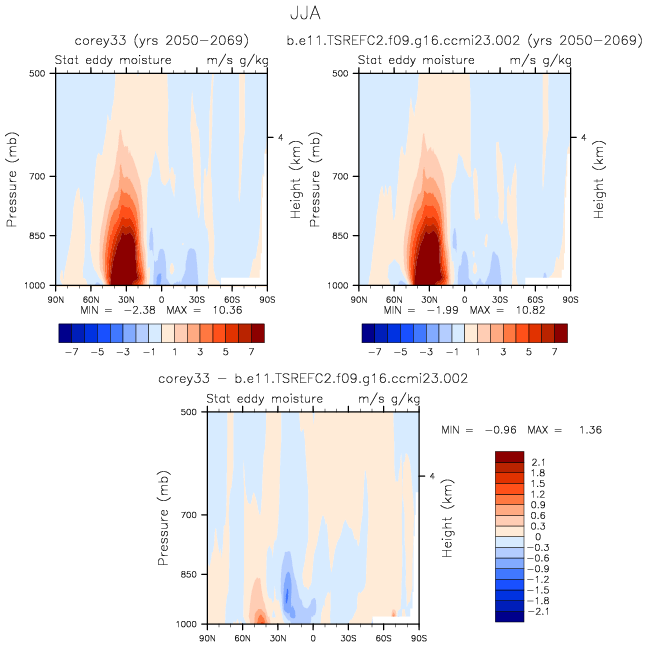 JJA
corey33 (yrs 2050-2069)
Stat eddy moisture m/s g/kg
500
700
850
1000
Pressure (mb)
4
Height (km)
90N 60N 30N 0 30S 60S 90S
MIN = -2.38 MAX = 10.36
-7 -5 -3 -1 1 3 5 7
b.e11.TSREFC2.f09.g16.ccmi23.002 (yrs 2050-2069)
Stat eddy moisture m/s g/kg
500
700
850
1000
Pressure (mb)
4
Height (km)
90N 60N 30N 0 30S 60S 90S
MIN = -1.99 MAX = 10.82
-7 -5 -3 -1 1 3 5 7
corey33 - b.e11.TSREFC2.f09.g16.ccmi23.002
Stat eddy moisture m/s g/kg
500
700
850
1000
Pressure (mb)
4
Height (km)
90N 60N 30N 0 30S 60S 90S
MIN = -0.96 MAX = 1.36
2.1
1.8
1.5
1.2
0.9
0.6
0.3
0
-0.3
-0.6
-0.9
-1.2
-1.5
-1.8
-2.1